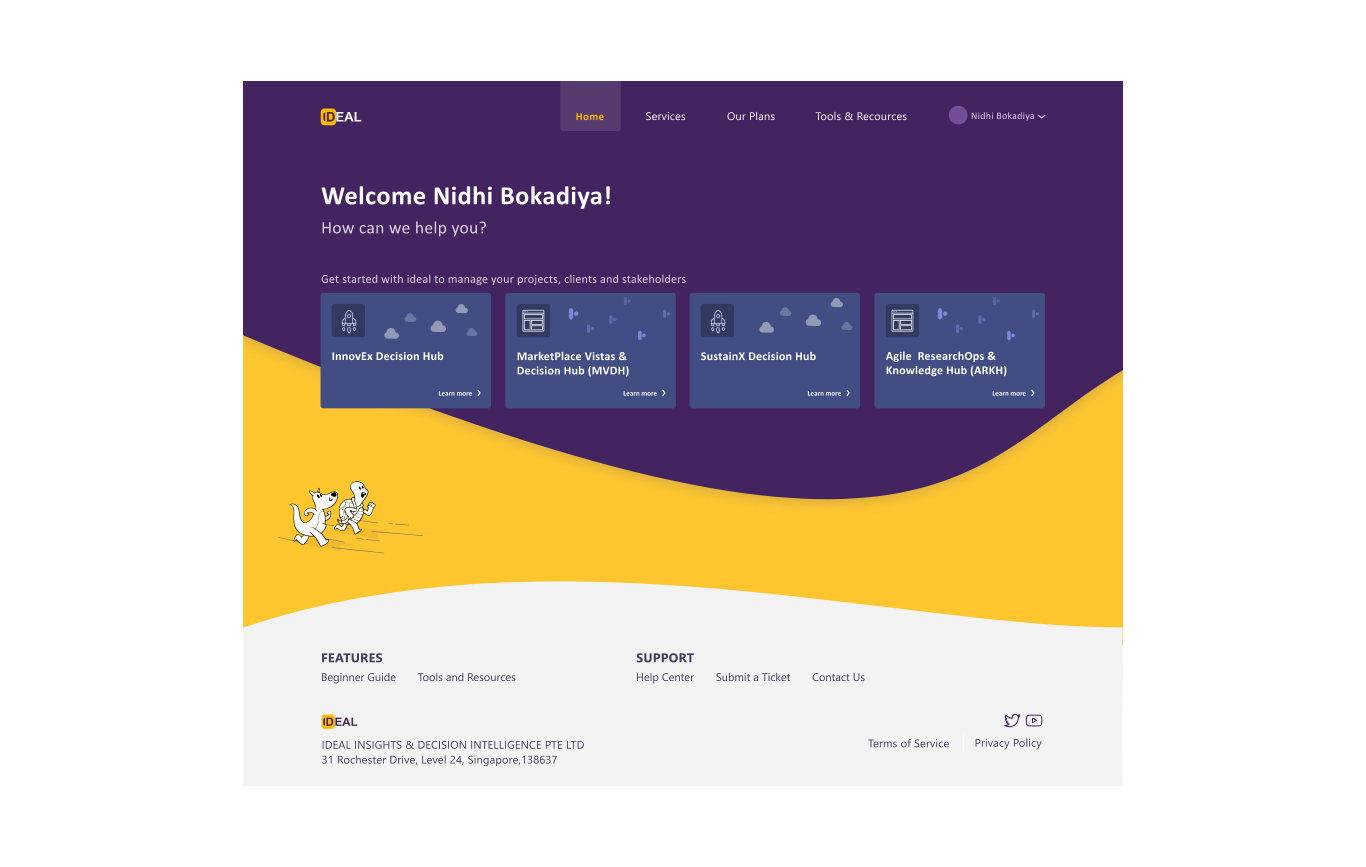 IDEAL
Home
Services
Our Plans
Tools & Recources
Nidhi Bokadiya
Welcome Nidhi Bokadiya!
How can we help you?
Get started with ideal to manage your projects, clients and stakeholders
InnovEx Decision Hub
Learn more
MarketPlace Vistas &
Decision Hub (MVDH)
Learn more
SustainX Decision Hub
Learn more
Agile ResearchOps &
Knowledge Hub (ARKH)
Learn more
FEATURES
Beginner Guide
Tools and Resources
SUPPORT
Help Center
Submit a Ticket
Contact Us
IDEAL
IDEAL INSIGHTS & DECISION INTELLIGENCE PTE LTD
31 Rochester Drive, Level 24, Singapore,138637
Terms of Service
Privacy Policy